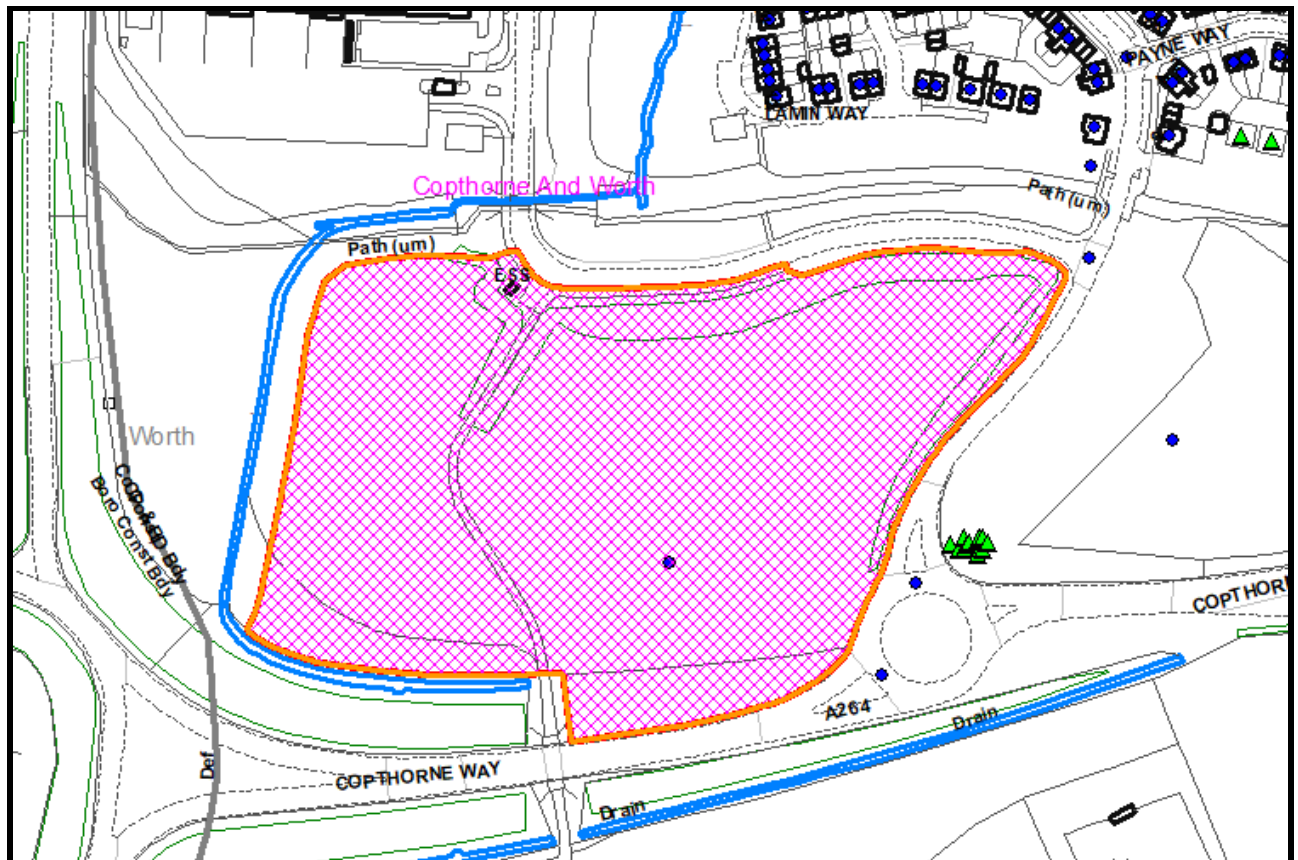 PAYNE WAY
LAMIN WAY
Copthorne And Worth
Path (um)
Path (um)
ESS
Worth
Boro Const Bdy
COPTHORN
A264
Drain
Def
COPTHORNE WAY
Drain